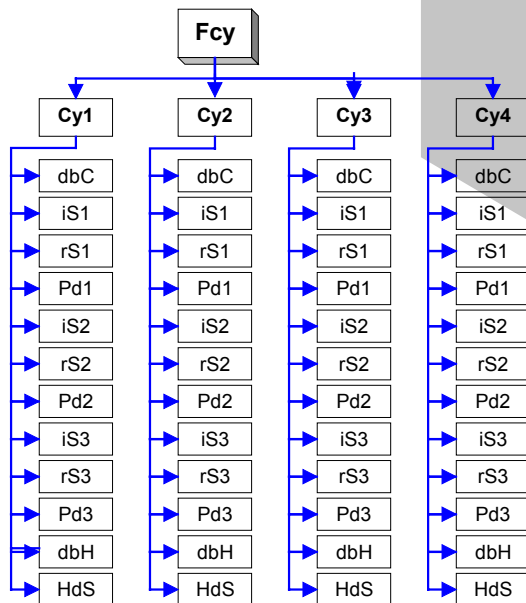 Fcy
Cy1 Cy2 Cy3 Cy4
dbC dbC dbC dbC
iS1 iS1 iS1 iS1
rS1 rS1 rS1 rS1
Pd1 Pd1 Pd1 Pd1
iS2 iS2 iS2 iS2
rS2 rS2 rS2 rS2
Pd2 Pd2 Pd2 Pd2
iS3 iS3 iS3 iS3
rS3 rS3 rS3 rS3
Pd3 Pd3 Pd3 Pd3
dbH dbH dbH dbH
HdS HdS HdS HdS